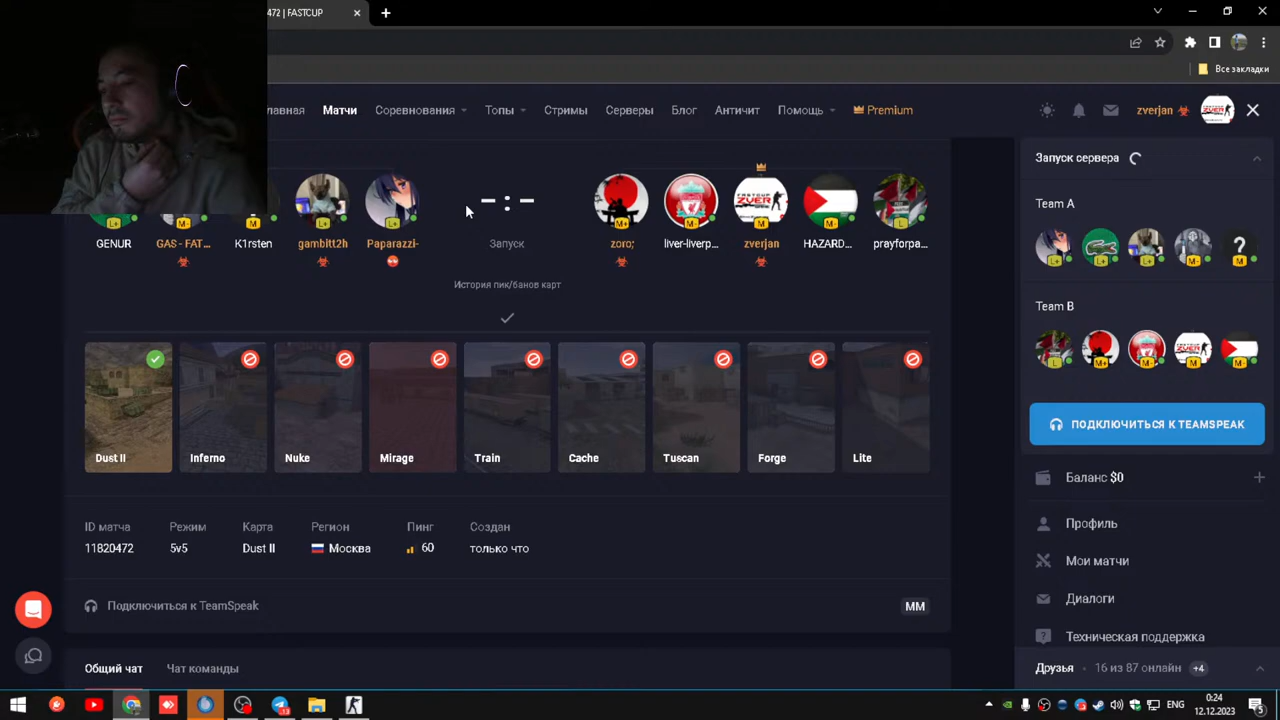 472 | FASTCUP
Все закладки
лавная Матчи Соревнования Топы Стримы Серверы Блог Античит Помощь Premium zverjan
Запуск сервера
L+ M M L+ L+ M+ M- M M- L
GENUR GAS - FAT... K1rsten gambitt2h Paparazzi- - : - zoro; liver-liverp... zverjan HAZARD... prayforpa...
Запуск
История пик/банов карт
Team A
L+ L+ L+ M- ? M
Team B
L M+ M- M M-
Dust II Inferno Nuke Mirage Train Cache Tuscan Forge Lite
ПОДКЛЮЧИТЬСЯ К TEAMSPEAK
Баланс $0
Профиль
Мои матчи
Диалоги
Техническая поддержка
Друзья • 16 из 87 онлайн +4
ID матча Режим Карта Регион Пинг Создан
11820472 5v5 Dust II Москва 60 только что
Подключиться к TeamSpeak MM
Общий чат Чат команды
ENG 0:24
12.12.2023